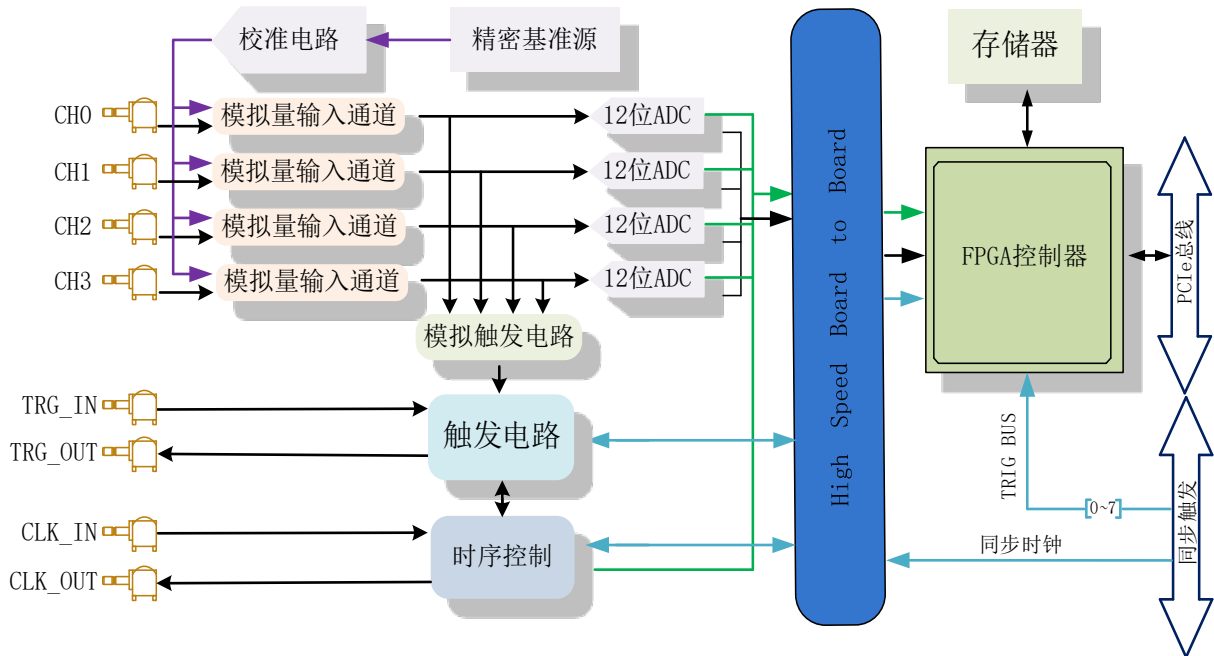 校准电路
精密基准源
存储器
CH0
模拟量输入通道
12位ADC
CH1
模拟量输入通道
12位ADC
CH2
模拟量输入通道
12位ADC
CH3
模拟量输入通道
12位ADC
High Speed Board to Board
FPGA控制器
PCIe总线
模拟触发电路
TRG_IN
触发电路
TRG_OUT
TRIG BUS
[0~7]
同步触发
CLK_IN
时序控制
CLK_OUT
同步时钟